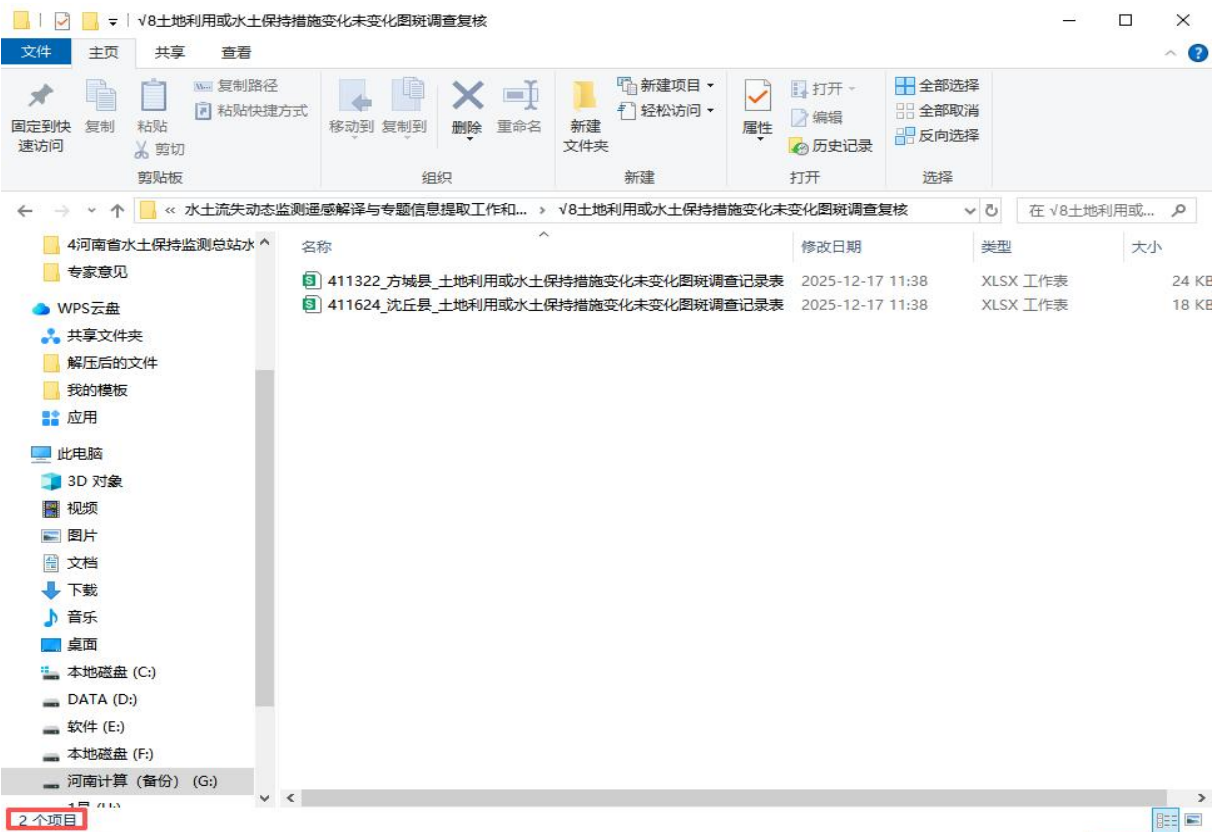 √8土地利用或水土保持措施变化未变化图斑调查复核
文件 主页 共享 查看
固定到快速访问
复制
粘贴
复制路径
粘贴快捷方式
剪切
剪贴板
移动到
复制到
删除
重命名
组织
新建文件夹
新建项目
轻松访问
新建
属性
打开
编辑
历史记录
打开
全部选择
全部取消
反向选择
选择
« 水土流失动态监测遥感解译与专题信息提取工作和... › √8土地利用或水土保持措施变化未变化图斑调查复核
在 √8土地利用或...
名称 修改日期 类型 大小
411322_方城县_土地利用或水土保持措施变化未变化图斑调查记录表 2025-12-17 11:38 XLSX 工作表 24 KB
411624_沈丘县_土地利用或水土保持措施变化未变化图斑调查记录表 2025-12-17 11:38 XLSX 工作表 18 KB
4河南省水土保持监测总站水
专家意见
WPS云盘
共享文件夹
解压后的文件
我的模板
应用
此电脑
3D 对象
视频
图片
文档
下载
音乐
桌面
本地磁盘 (C:)
DATA (D:)
软件 (E:)
本地磁盘 (F:)
河南计算（备份） (G:)
2 个项目